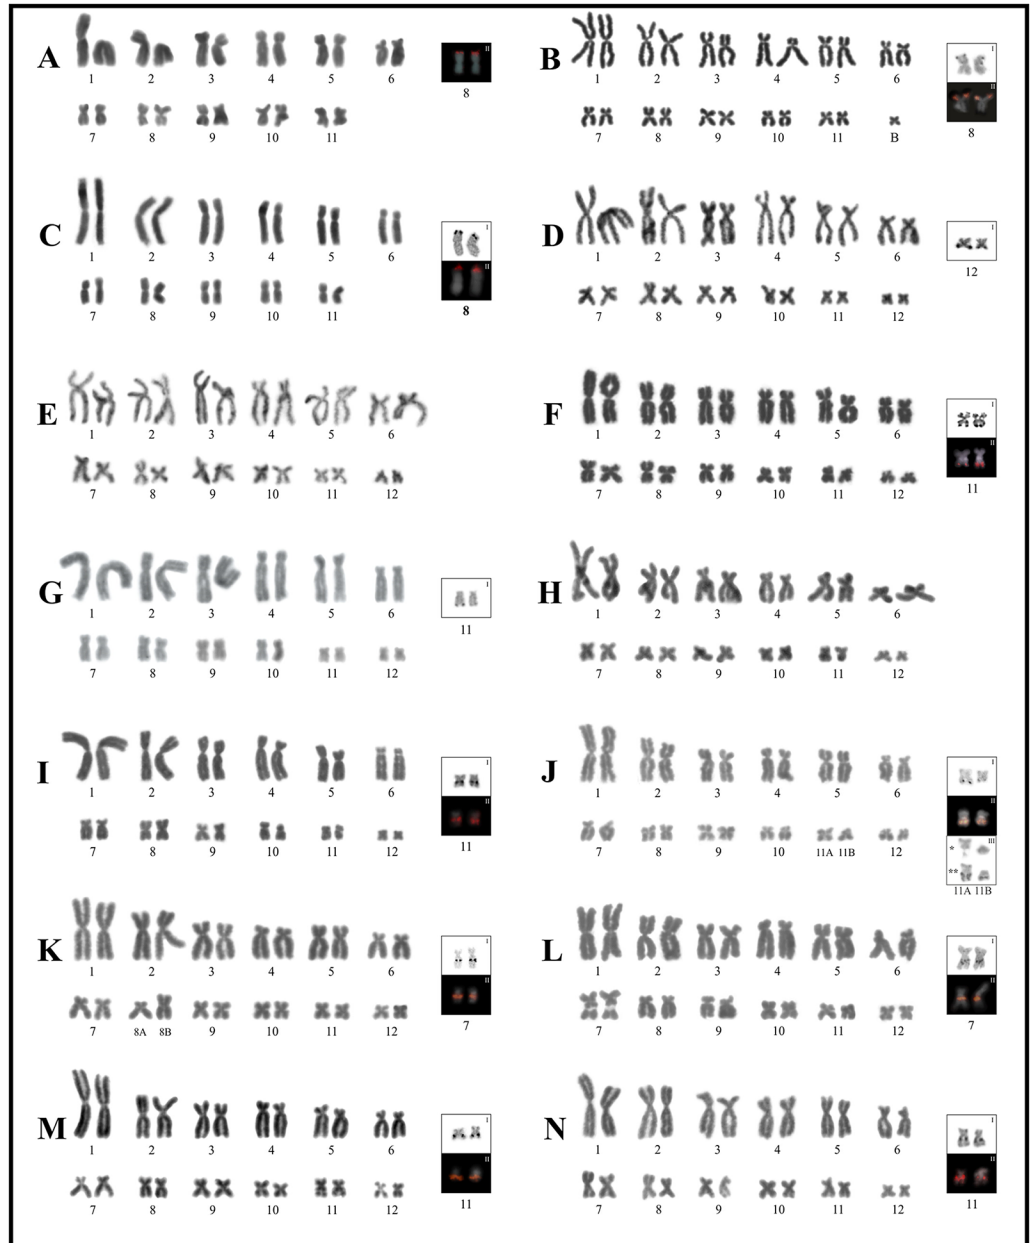 A
1 2 3 4 5 6
7 8 9 10 11
II
8
B
1 2 3 4 5 6
7 8 9 10 11 B
I
II
8
C
1 2 3 4 5 6
7 8 9 10 11
I
II
8
D
1 2 3 4 5 6
7 8 9 10 11 12
I
12
E
1 2 3 4 5 6
7 8 9 10 11 12
F
1 2 3 4 5 6
7 8 9 10 11 12
I
II
11
G
1 2 3 4 5 6
7 8 9 10 11 12
I
11
H
1 2 3 4 5 6
7 8 9 10 11 12
I
1 2 3 4 5 6
7 8 9 10 11 12
I
II
11
J
1 2 3 4 5 6
7 8 9 10 11A 11B 12
I
II
III
*
**
11A 11B
K
1 2 3 4 5 6
7 8A 8B 9 10 11 12
I
II
7
L
1 2 3 4 5 6
7 8 9 10 11 12
I
II
7
M
1 2 3 4 5 6
7 8 9 10 11 12
I
II
11
N
1 2 3 4 5 6
7 8 9 10 11 12
I
II
11